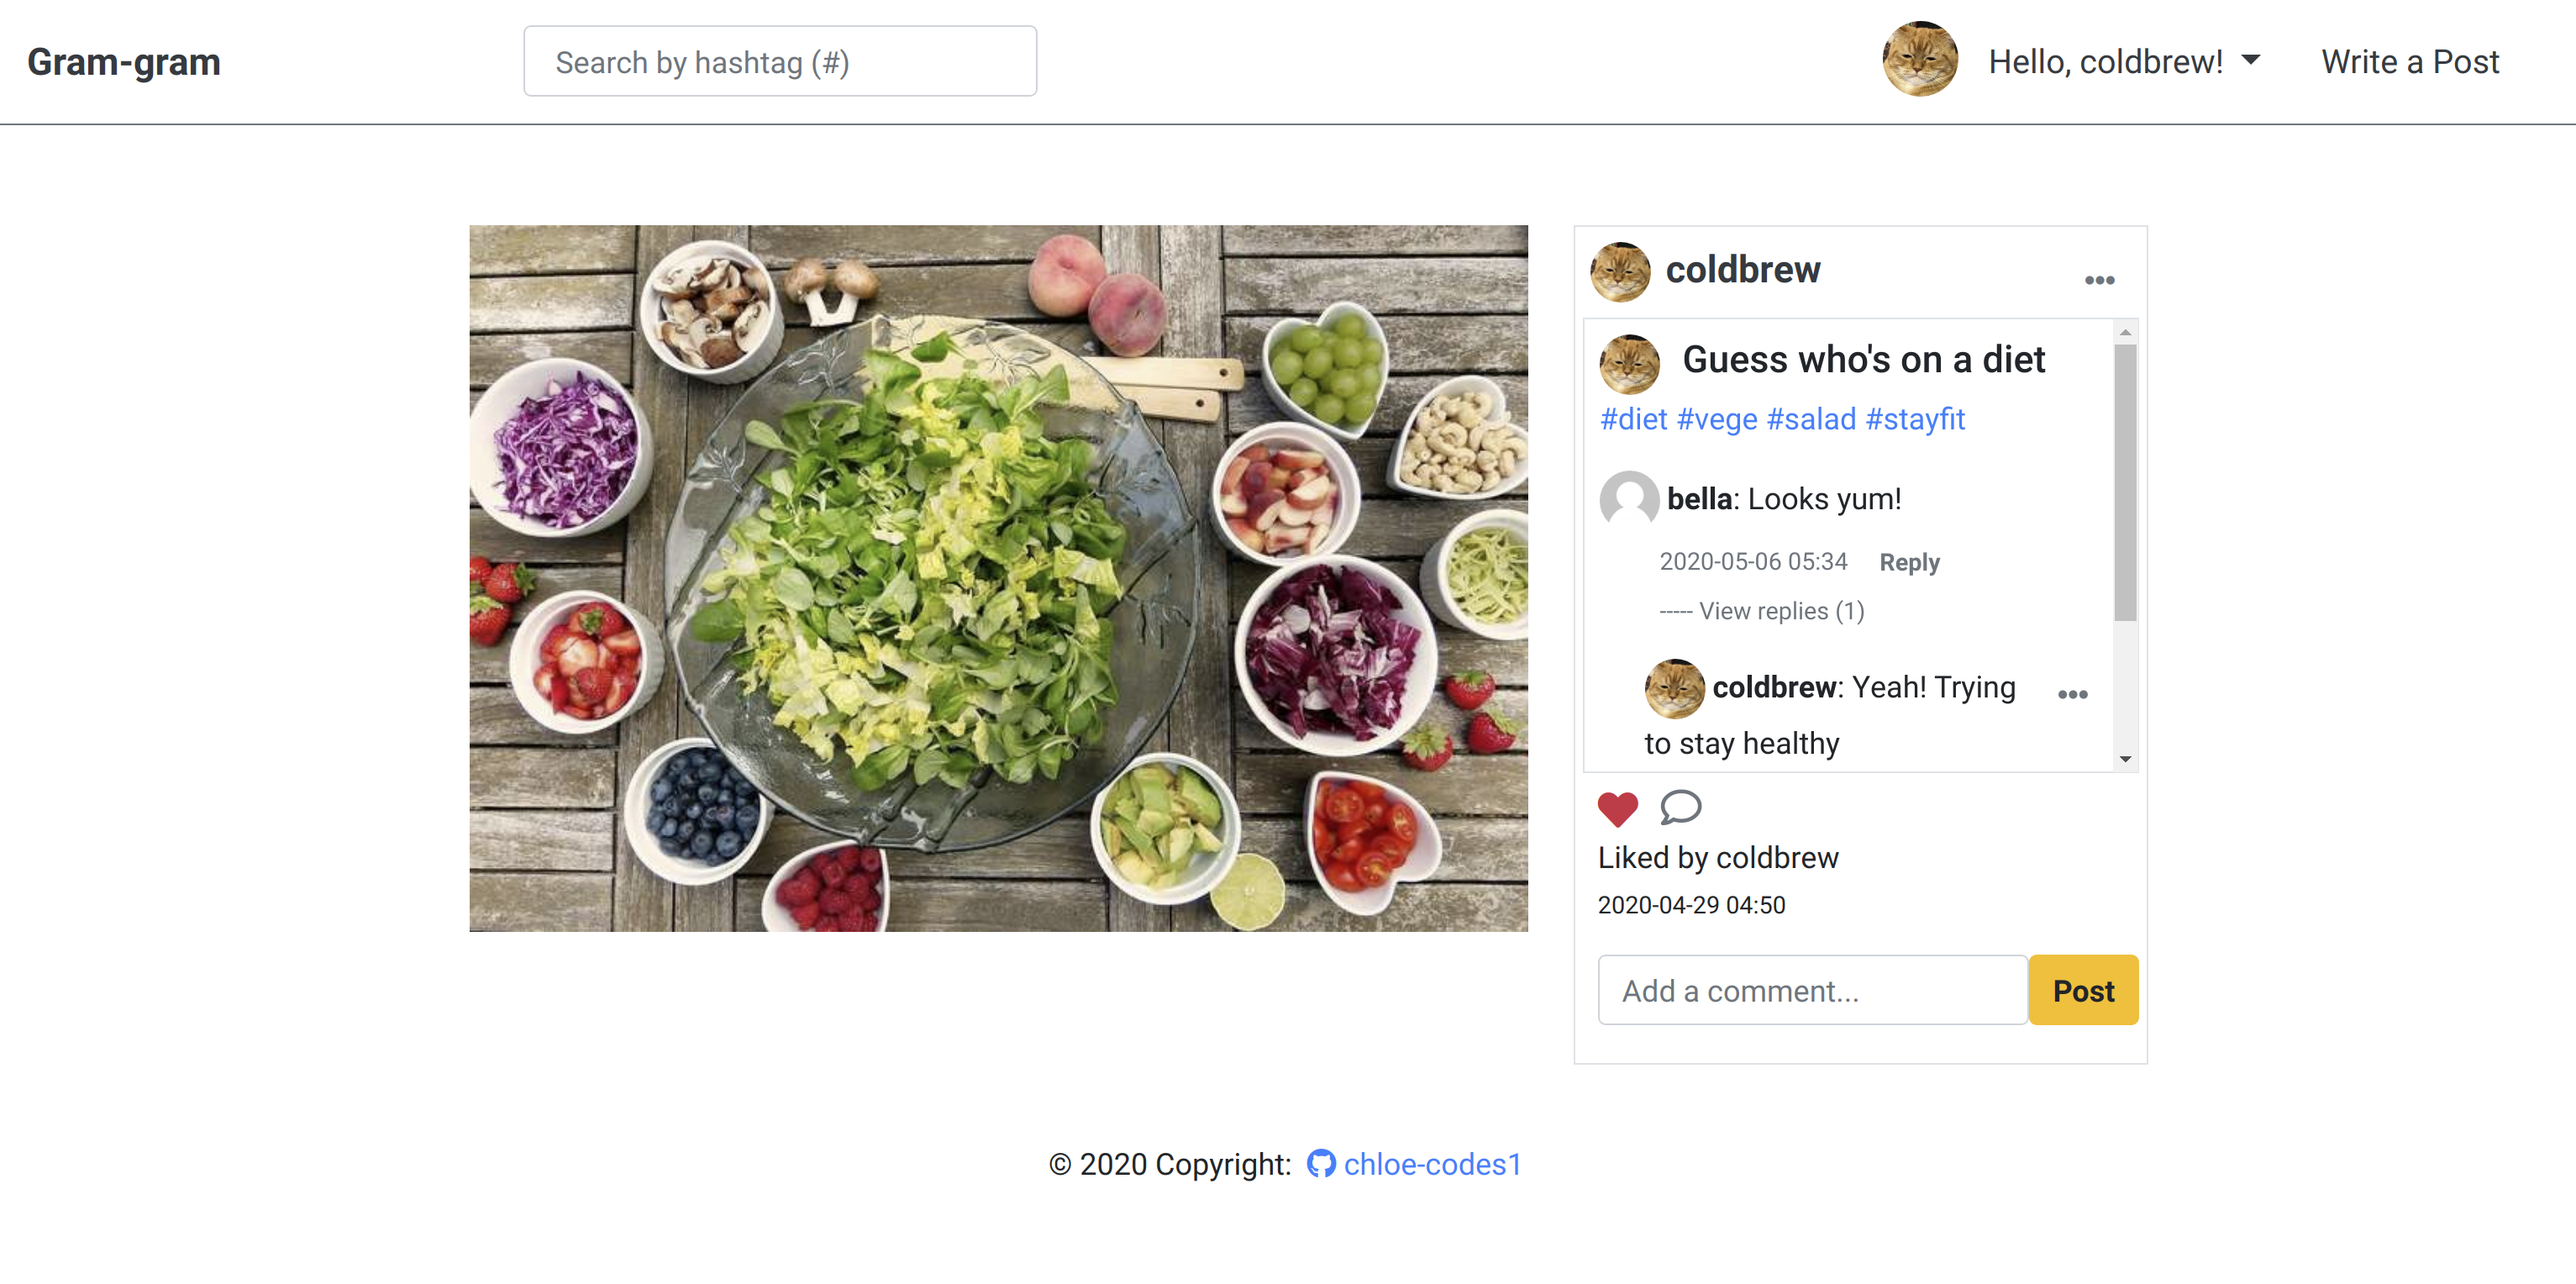 Gram-gram
Search by hashtag (#)
Hello, coldbrew!
Write a Post
coldbrew
Guess who's on a diet
#diet #vege #salad #stayfit
bella: Looks yum!
2020-05-06 05:34 Reply
----- View replies (1)
coldbrew: Yeah! Trying
to stay healthy
Liked by coldbrew
2020-04-29 04:50
Add a comment...
Post
© 2020 Copyright: chloe-codes1